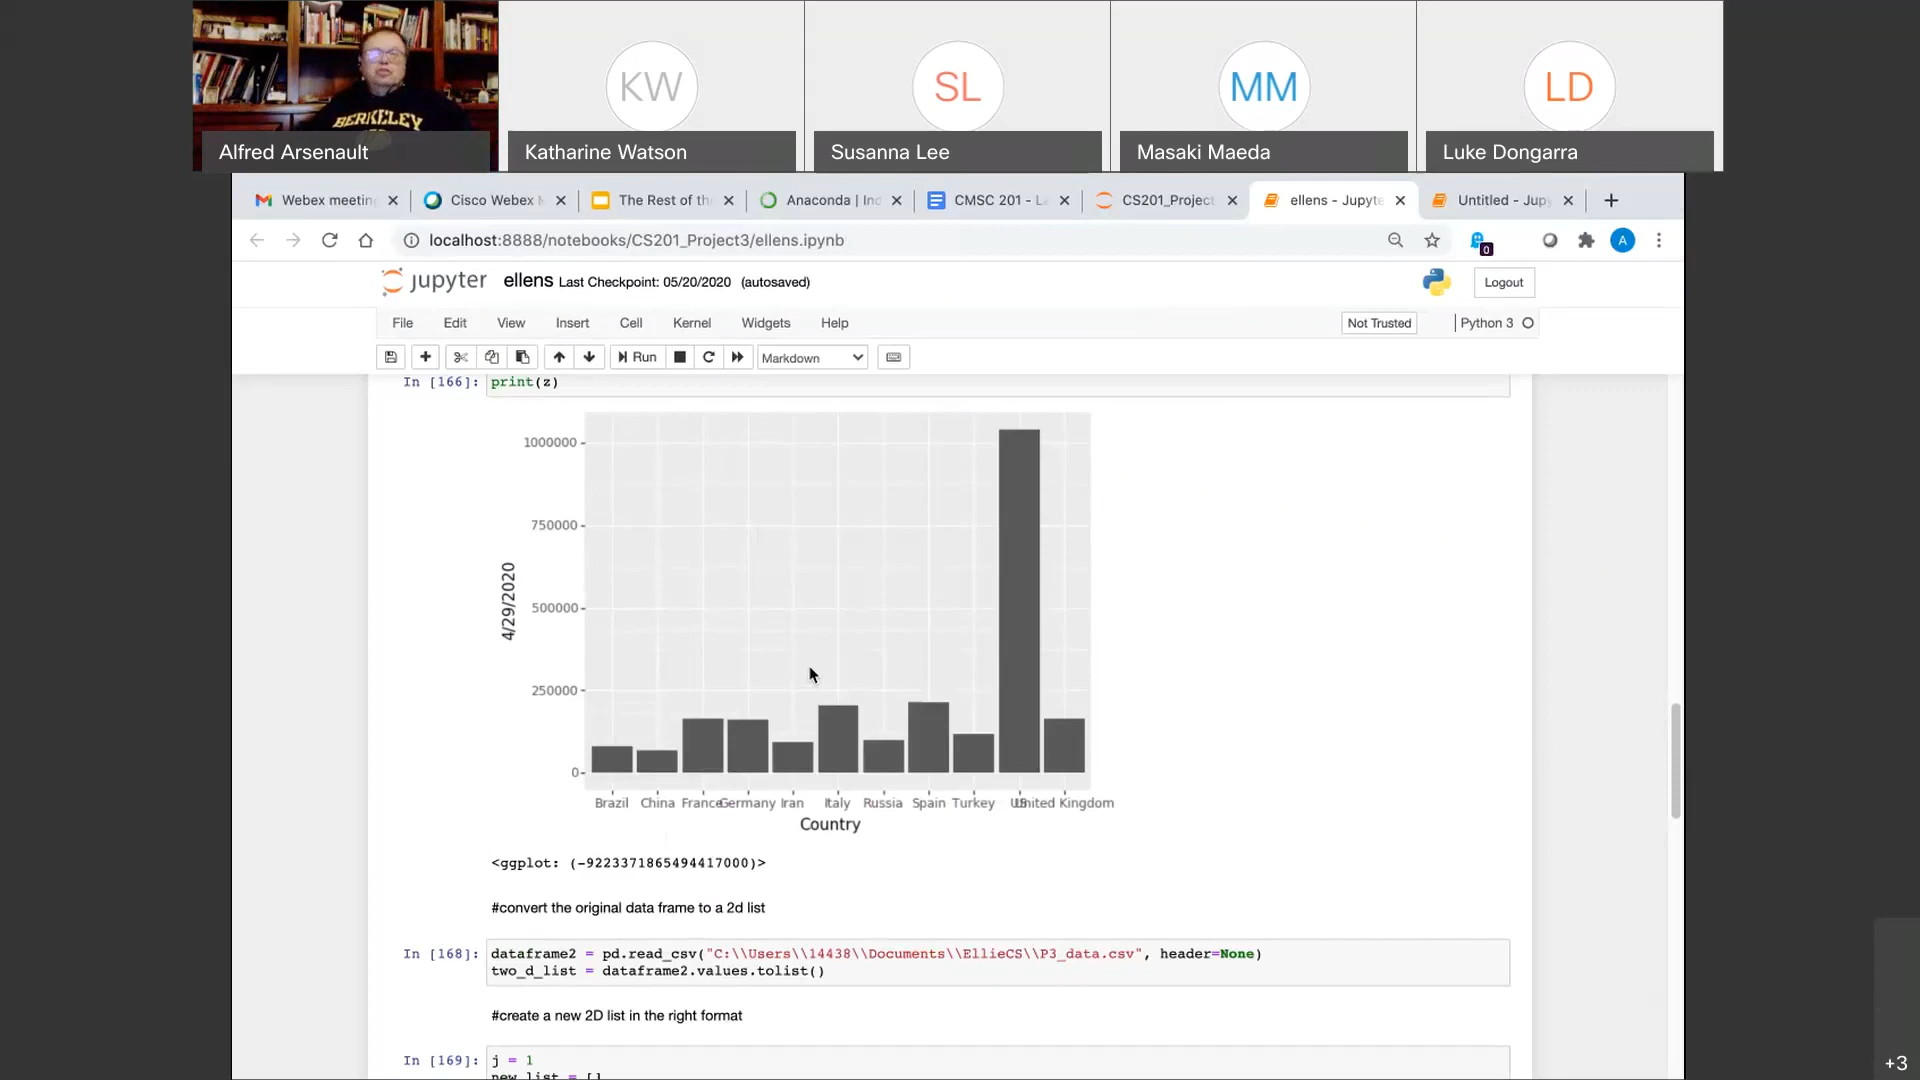 KW
SL
MM
LD
BERKELEY
Alfred Arsenault
Katharine Watson
Susanna Lee
Masaki Maeda
Luke Dongarra
Webex meetin
Cisco Webex M
The Rest of th
Anaconda | Ind
CMSC 201 - L
CS201_Project
ellens - Jupyte
Untitled - Jupy
localhost:8888/notebooks/CS201_Project3/ellens.ipynb
0
A
jupyter ellens Last Checkpoint: 05/20/2020 (autosaved)
Logout
File Edit View Insert Cell Kernel Widgets Help
Not Trusted
Python 3
Run
Markdown
In [166]: print(z)
1000000
750000
500000
250000
0
4/29/2020
Brazil China France Germany Iran Italy Russia Spain Turkey US United Kingdom
Country
<ggplot: (-9223371865494417000)>
#convert the original data frame to a 2d list
In [168]: dataframe2 = pd.read_csv("C:\\Users\\14438\\Documents\\EllieCS\\P3_data.csv", header=None)
two_d_list = dataframe2.values.tolist()
#create a new 2D list in the right format
In [169]: j = 1
new_list = []
+3